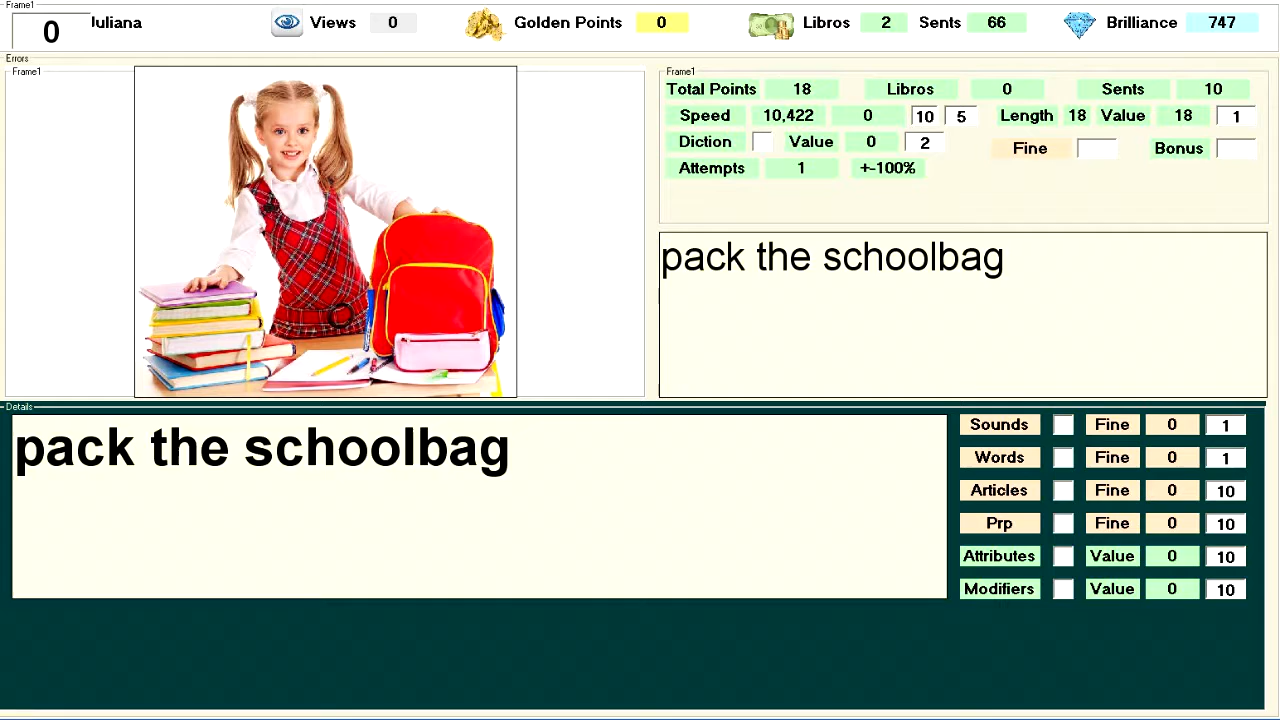 Frame1
0 Iuliana Views 0 Golden Points 0 Libros 2 Sents 66 Brilliance 747
Errors
Frame1
Frame1
Total Points 18 Libros 0 Sents 10
Speed 10,422 0 10 5 Length 18 Value 18 1
Diction Value 0 2
Fine Bonus
Attempts 1 +-100%
pack the schoolbag
Details
pack the schoolbag
Sounds Fine 0 1
Words Fine 0 1
Articles Fine 0 10
Prp Fine 0 10
Attributes Value 0 10
Modifiers Value 0 10